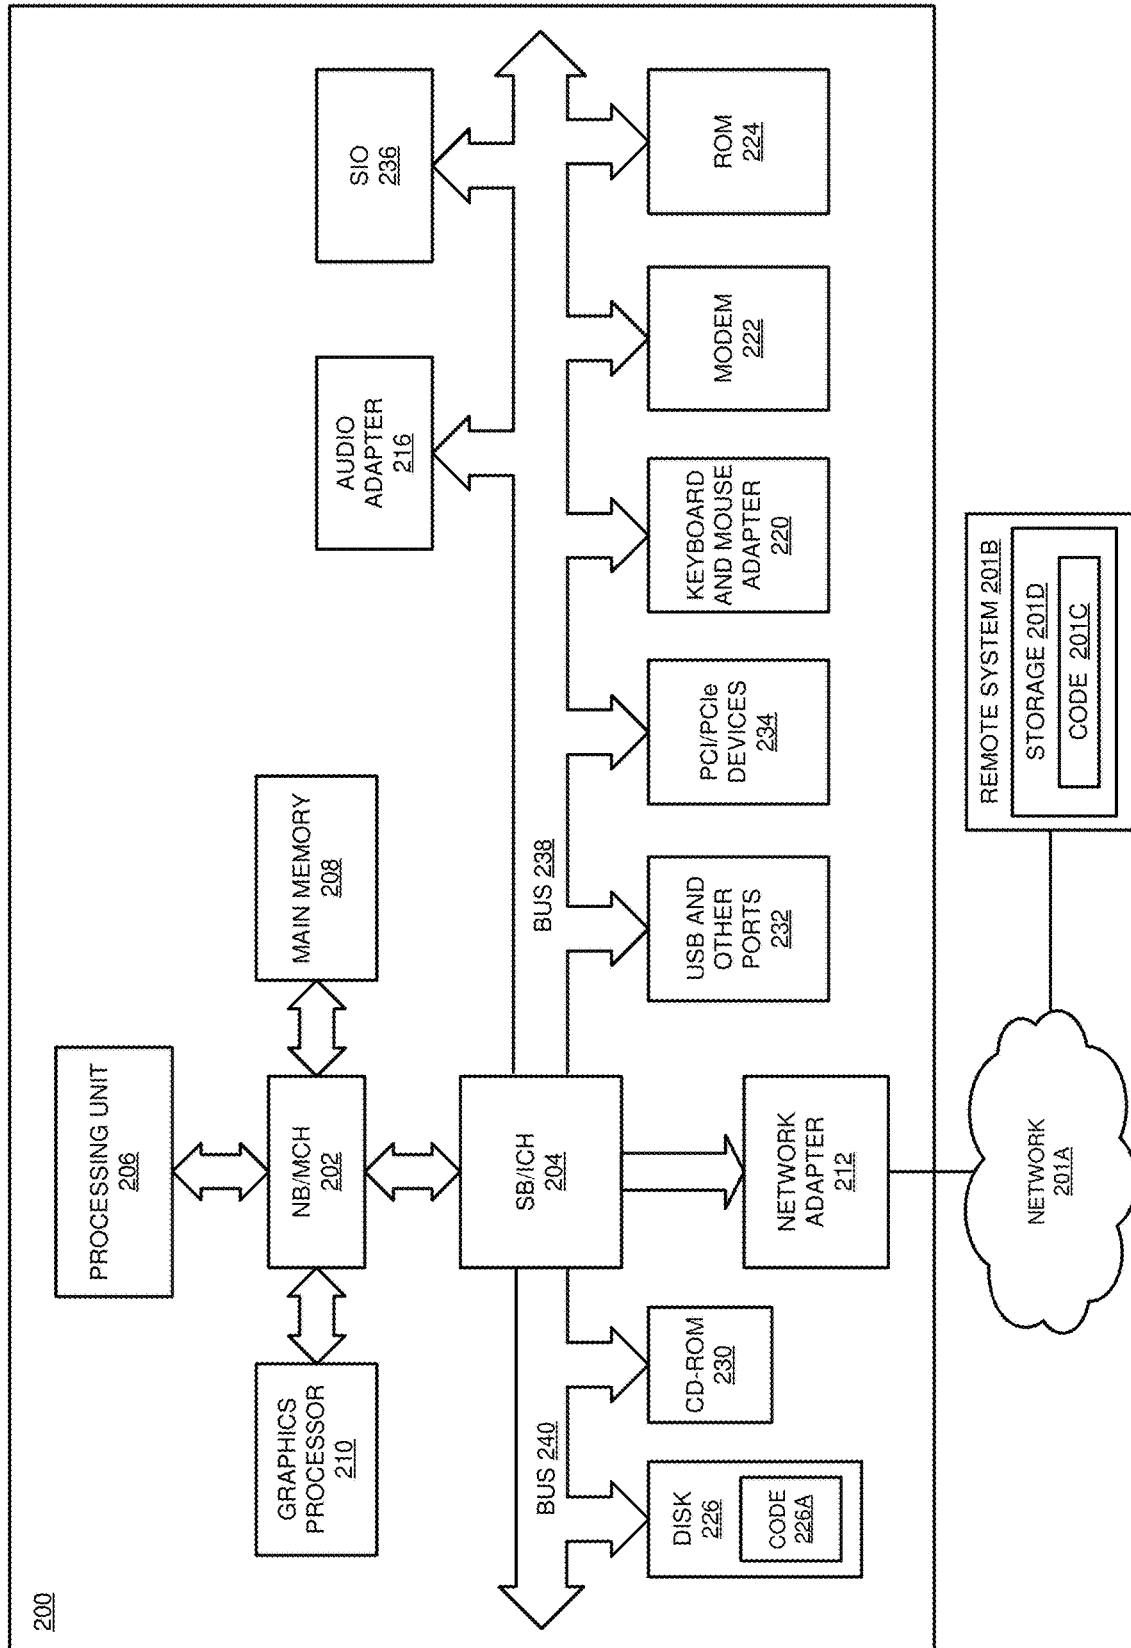 200
PROCESSING UNIT
206
GRAPHICS
PROCESSOR
210
NB/MCH
202
MAIN MEMORY
208
AUDIO
ADAPTER
216
SIO
236
SB/ICH
204
BUS 240
BUS 238
DISK
226
CODE
226A
CD-ROM
230
NETWORK
ADAPTER
212
USB AND
OTHER
PORTS
232
PCI/PCIe
DEVICES
234
KEYBOARD
AND MOUSE
ADAPTER
220
MODEM
222
ROM
224
NETWORK
201A
REMOTE SYSTEM 201B
STORAGE 201D
CODE 201C